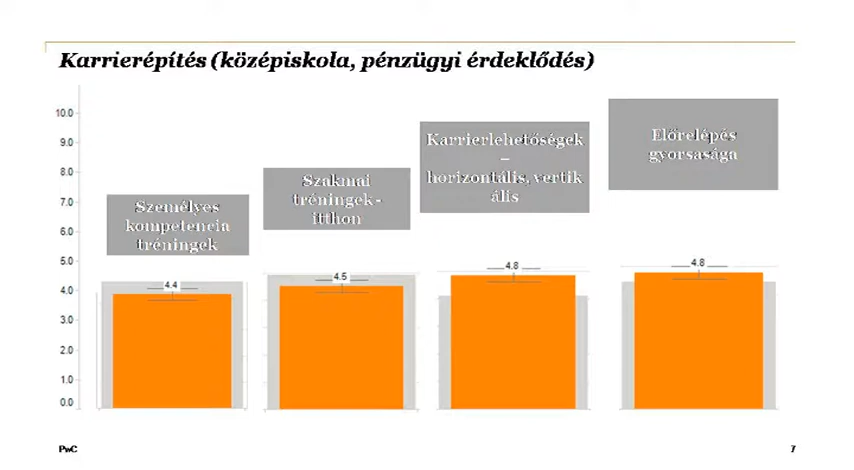 Karrierépítés (középiskola, pénzügyi érdeklődés)
10.0
9.0
8.0
7.0
6.0
5.0
4.0
3.0
2.0
1.0
0.0
Személyes
kompetencia
tréningek
4.4
Szakmai
tréningek -
itthon
4.5
Karrierlehetőségek
–
horizontális, vertik
ális
4.8
Előrelépés
gyorsasága
4.8
PwC
7